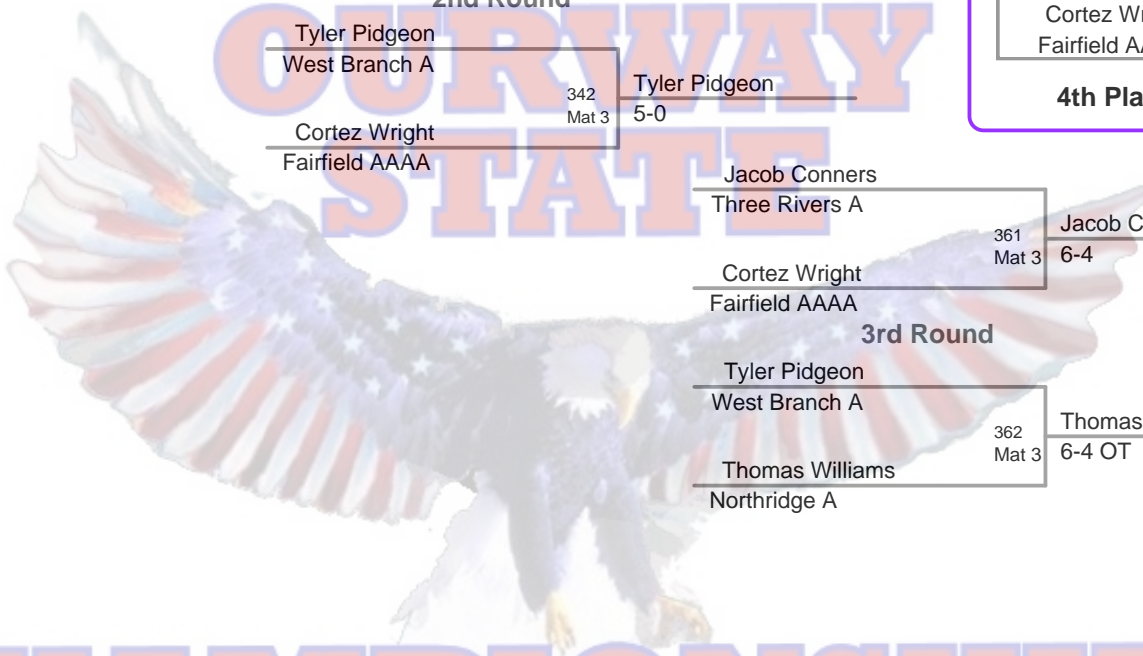 2nd Round
OURWAY
STATE
Tyler Pidgeon
West Branch A
342
Mat 3
Tyler Pidgeon
5-0
Cortez Wright
Fairfield AAAA
Cortez
Fairfield
4th
Jacob Conners
Three Rivers A
361
Mat 3
Jacob
6-4
Cortez Wright
Fairfield AAAA
3rd Round
Tyler Pidgeon
West Branch A
362
Mat 3
Thomas
6-4 OT
Thomas Williams
Northridge A